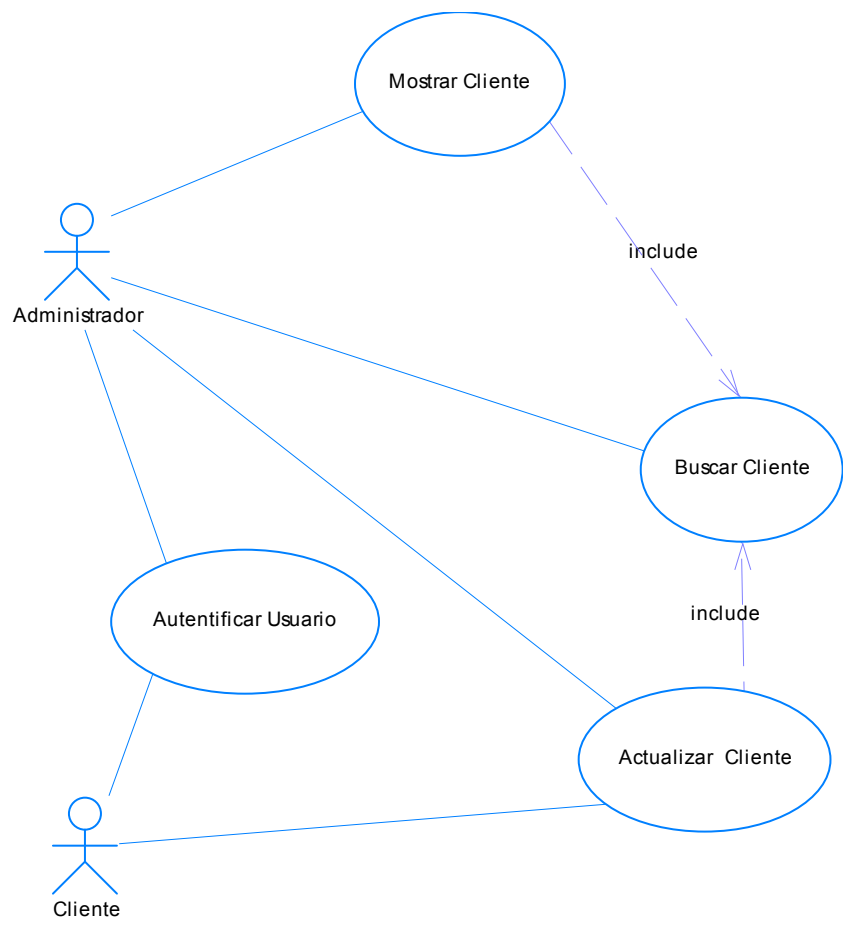 Mostrar Cliente
include
Administrador
Buscar Cliente
include
Autentificar Usuario
Actualizar  Cliente
Cliente